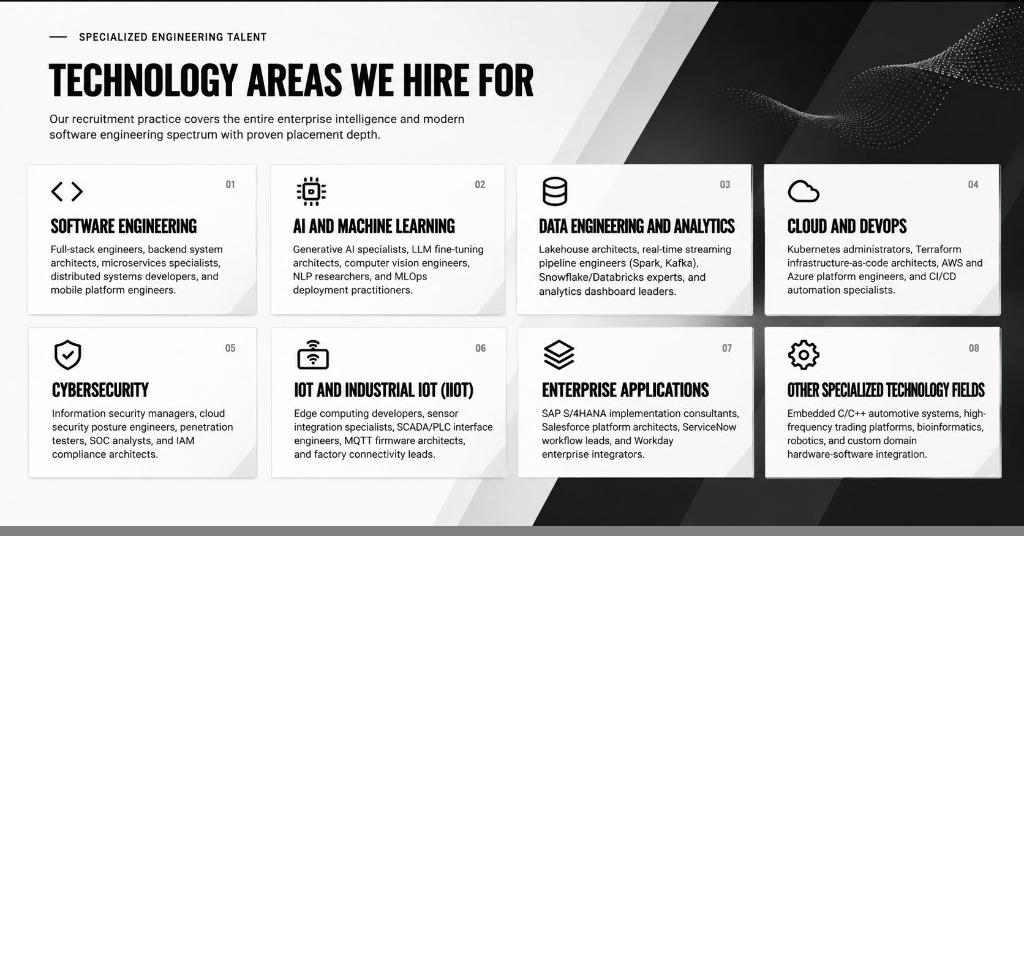 SPECIALIZED ENGINEERING TALENT
TECHNOLOGY AREAS WE HIRE FOR
Our recruitment practice covers the entire enterprise intelligence and modern
software engineering spectrum with proven placement depth.
01
SOFTWARE ENGINEERING
Full-stack engineers, backend system
architects, microservices specialists,
distributed systems developers, and
mobile platform engineers.
02
AI AND MACHINE LEARNING
Generative AI specialists, LLM fine-tuning
architects, computer vision engineers,
NLP researchers, and MLOps
deployment practitioners.
03
DATA ENGINEERING AND ANALYTICS
Lakehouse architects, real-time streaming
pipeline engineers (Spark, Kafka),
Snowflake/Databricks experts, and
analytics dashboard leaders.
04
CLOUD AND DEVOPS
Kubernetes administrators, Terraform
infrastructure-as-code architects, AWS and
Azure platform engineers, and CI/CD
automation specialists.
05
CYBERSECURITY
Information security managers, cloud
security posture engineers, penetration
testers, SOC analysts, and IAM
compliance architects.
06
IOT AND INDUSTRIAL IOT (IIOT)
Edge computing developers, sensor
integration specialists, SCADA/PLC interface
engineers, MQTT firmware architects,
and factory connectivity leads.
07
ENTERPRISE APPLICATIONS
SAP S/4HANA implementation consultants,
Salesforce platform architects, ServiceNow
workflow leads, and Workday
enterprise integrators.
08
OTHER SPECIALIZED TECHNOLOGY FIELDS
Embedded C/C++ automotive systems, high-
frequency trading platforms, bioinformatics,
robotics, and custom domain
hardware-software integration.